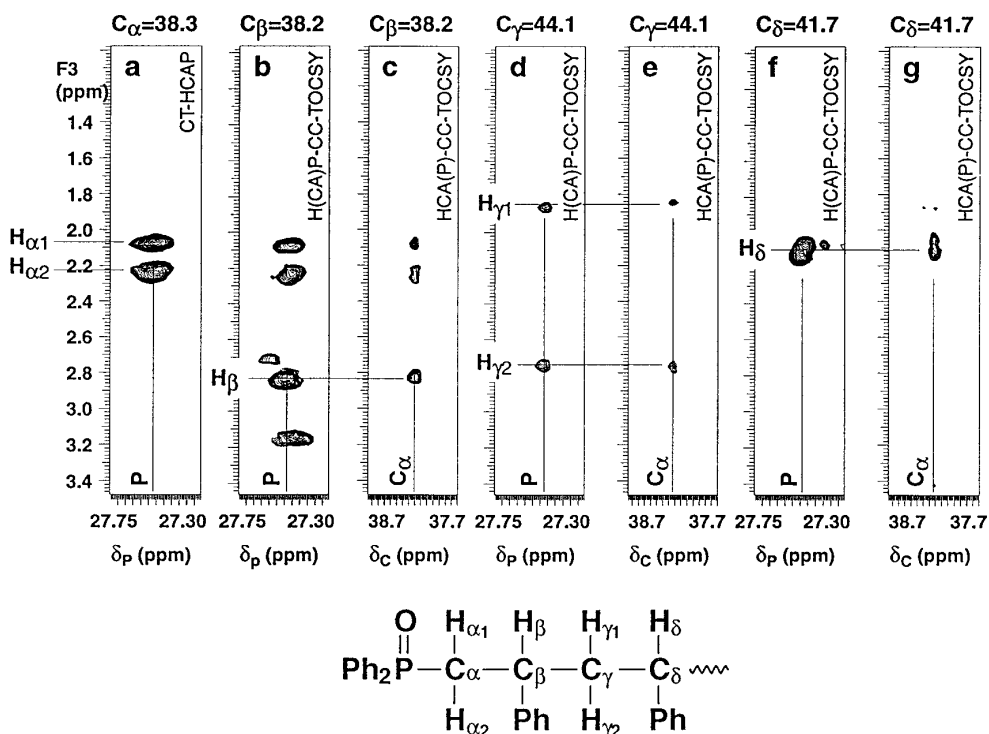 Cα=38.3 Cβ=38.2 Cβ=38.2 Cγ=44.1 Cγ=44.1 Cδ=41.7 Cδ=41.7
F3
(ppm)
a
CT-HCAP
b
H(CA)P-CC-TOCSY
c
HCA(P)-CC-TOCSY
d
H(CA)P-CC-TOCSY
e
HCA(P)-CC-TOCSY
f
H(CA)P-CC-TOCSY
g
HCA(P)-CC-TOCSY
1.4
1.6
1.8
2.0
2.2
2.4
2.6
2.8
3.0
3.2
3.4
Hα1
Hα2
Hβ
Hγ1
Hγ2
Hδ
P P Cα P Cα P Cα
27.75 27.30 27.75 27.30 38.7 37.7 27.75 27.30 38.7 37.7 27.75 27.30 38.7 37.7
δP (ppm) δp (ppm) δC (ppm) δP (ppm) δC (ppm) δP (ppm) δC (ppm)
O Hα1 Hβ Hγ1 Hδ
Ph2P Cα Cβ Cγ Cδ
Hα2 Ph Hγ2 Ph